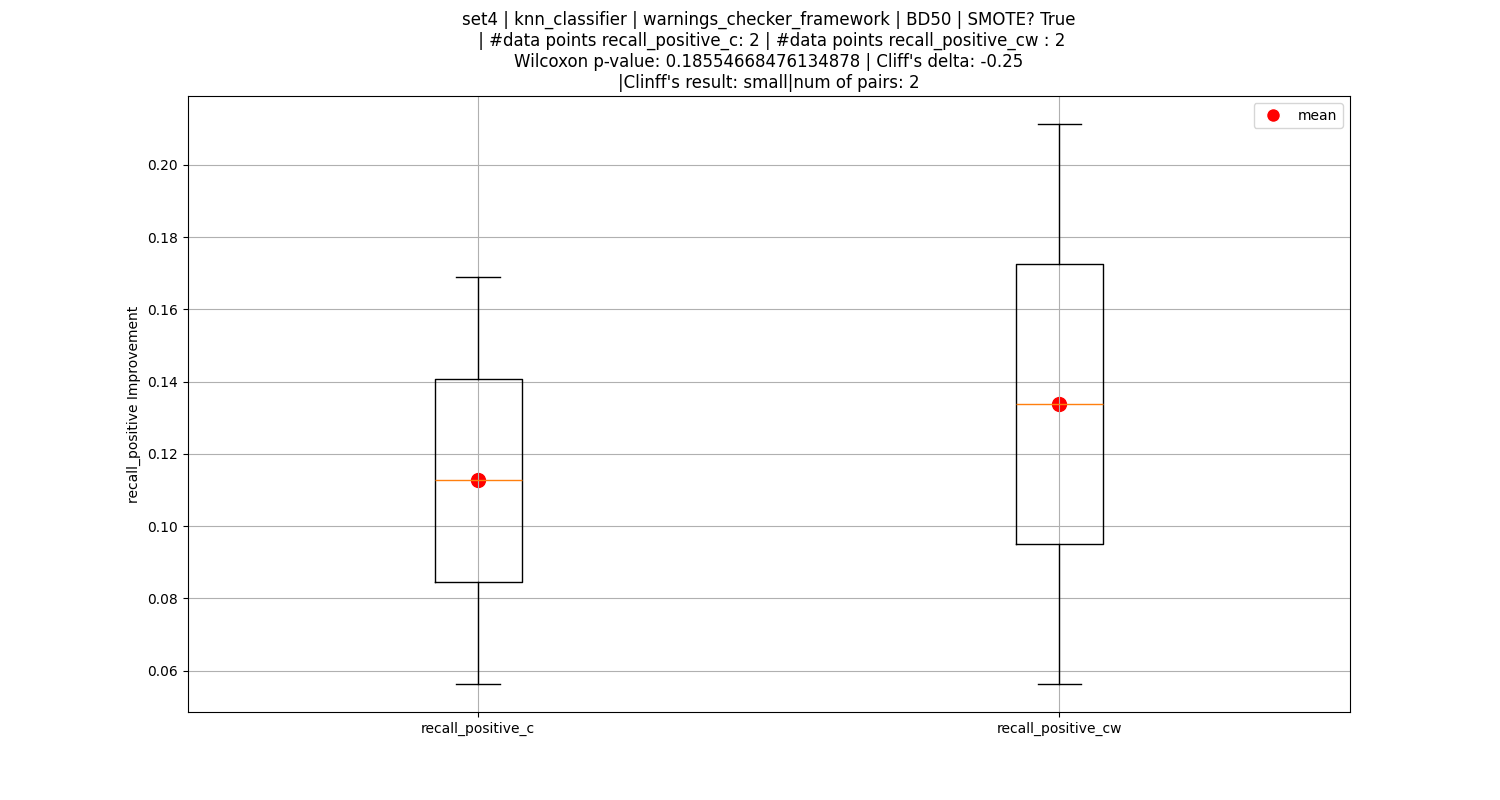 set4 | knn_classifier | warnings_checker_framework | BD50 | SMOTE? True
| #data points recall_positive_c: 2 | #data points recall_positive_cw : 2
Wilcoxon p-value: 0.18554668476134878 | Cliff's delta: -0.25
|Clinff's result: small|num of pairs: 2
mean
0.20
0.18
0.16
0.14
0.12
0.10
0.08
0.06
recall_positive Improvement
recall_positive_c
recall_positive_cw